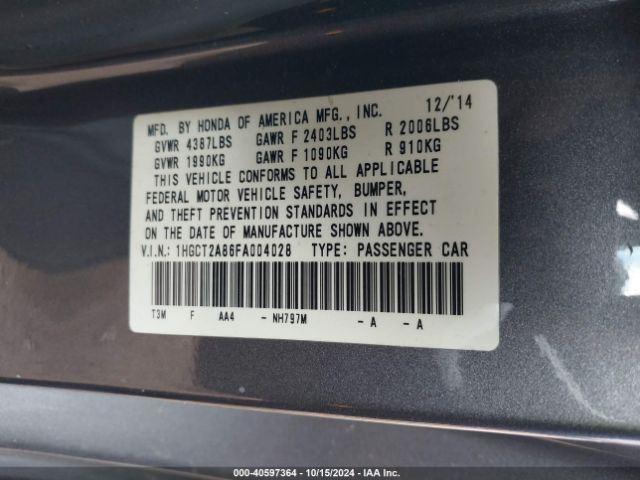 MFD. BY HONDA OF AMERICA MFG., INC. 12/'14
GVWR 4387LBS GAWR F 2403LBS R 2006LBS
GVWR 1990KG GAWR F 1090KG R 910KG
THIS VEHICLE CONFORMS TO ALL APPLICABLE
FEDERAL MOTOR VEHICLE SAFETY, BUMPER,
AND THEFT PREVENTION STANDARDS IN EFFECT
ON THE DATE OF MANUFACTURE SHOWN ABOVE.
V.I.N.: 1HGCT2A86FA004028 TYPE: PASSENGER CAR
T3M F AA4 - NH797M - A - A
000-40597364 - 10/15/2024 - IAA Inc.